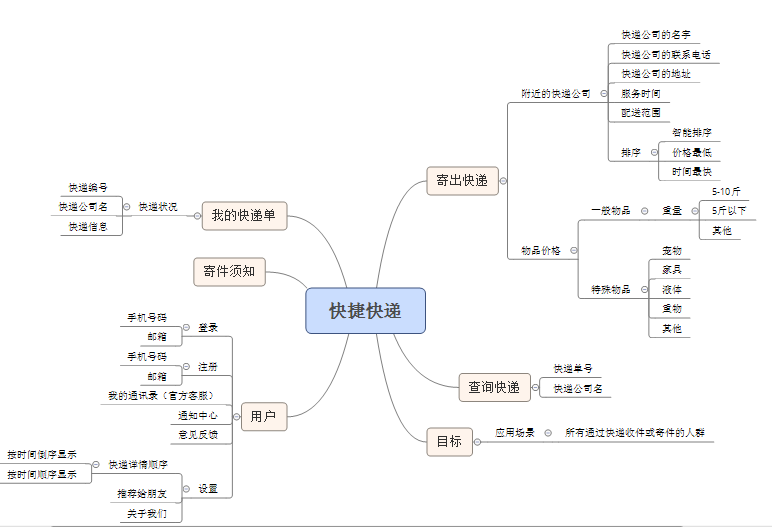 快捷快递
寄出快递
附近的快递公司
快递公司的名字
快递公司的联系电话
快递公司的地址
服务时间
配送范围
排序
智能排序
价格最低
时间最快
物品价格
一般物品
重量
5-10斤
5斤以下
其他
特殊物品
宠物
家具
液体
重物
其他
查询快递
快递单号
快递公司名
目标
应用场景
所有通过快递收件或寄件的人群
我的快递单
快递状况
快递编号
快递公司名
快递信息
寄件须知
用户
登录
手机号码
邮箱
注册
手机号码
邮箱
我的通讯录（官方客服）
通知中心
意见反馈
设置
快递详情顺序
按时间倒序显示
按时间顺序显示
推荐给朋友
关于我们